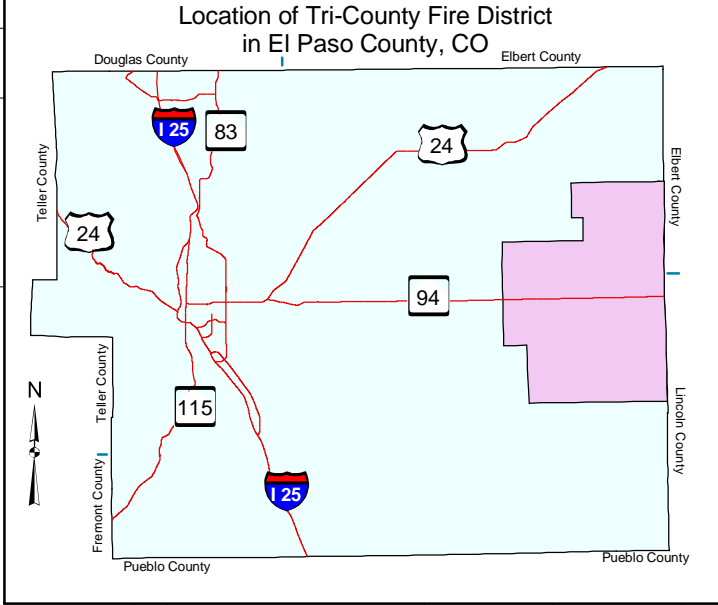 Location of Tri-County Fire District
in El Paso County, CO
Douglas County
Elbert County
I 25
83
24
Teller County
Elbert County
24
94
Teller County
N
115
Lincoln County
Fremont County
I 25
Pueblo County
Pueblo County